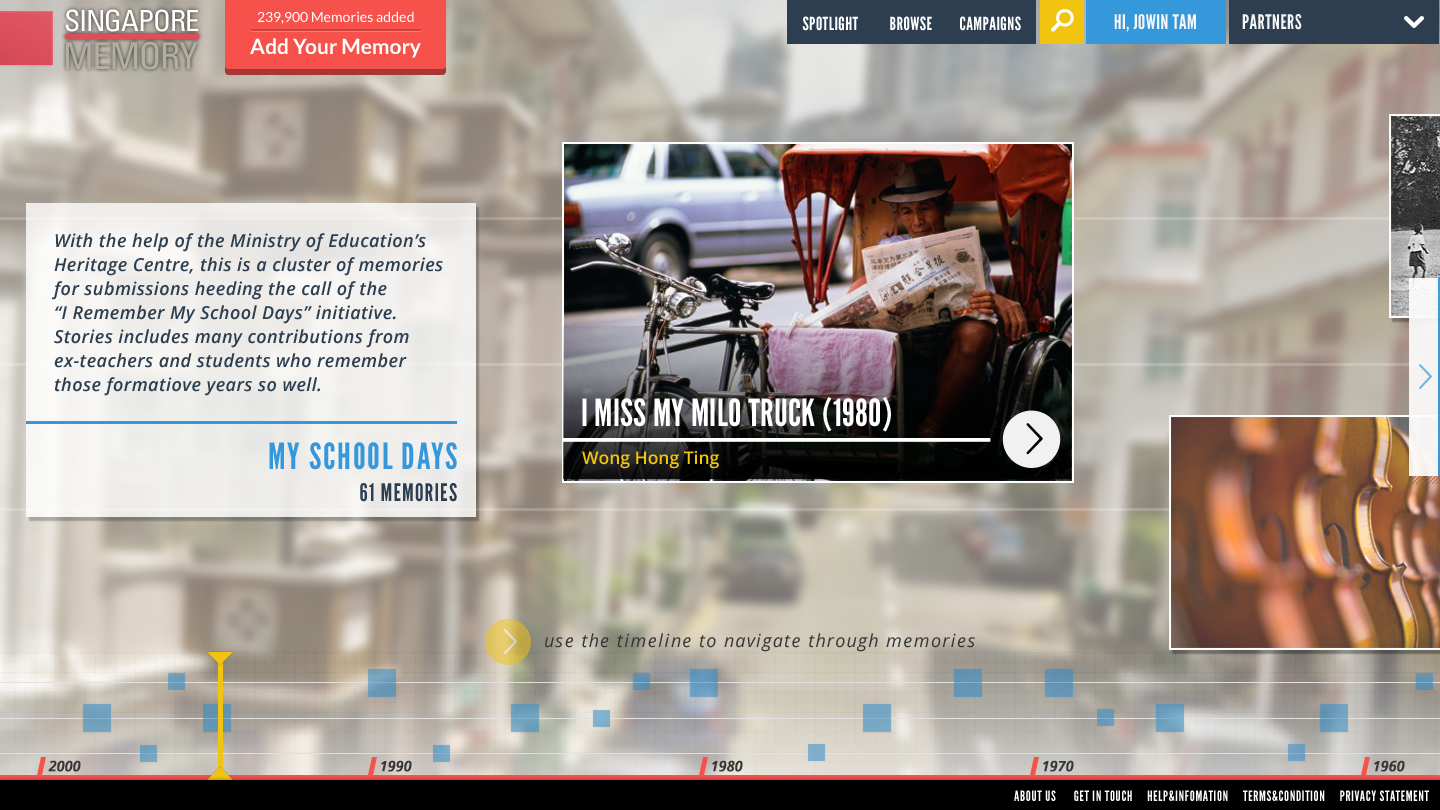 SINGAPORE
MEMORY
239,900 Memories added
Add Your Memory
SPOTLIGHT
BROWSE
CAMPAIGNS
HI, JOWIN TAM
PARTNERS
With the help of the Ministry of Education’s
Heritage Centre, this is a cluster of memories
for submissions heeding the call of the
“I Remember My School Days” initiative.
Stories includes many contributions from
ex-teachers and students who remember
those formatiove years so well.
MY SCHOOL DAYS
61 MEMORIES
I MISS MY MILO TRUCK (1980)
Wong Hong Ting
use the timeline to navigate through memories
2000
1990
1980
1970
1960
ABOUT US
GET IN TOUCH
HELP&INFOMATION
TERMS&CONDITION
PRIVACY STATEMENT